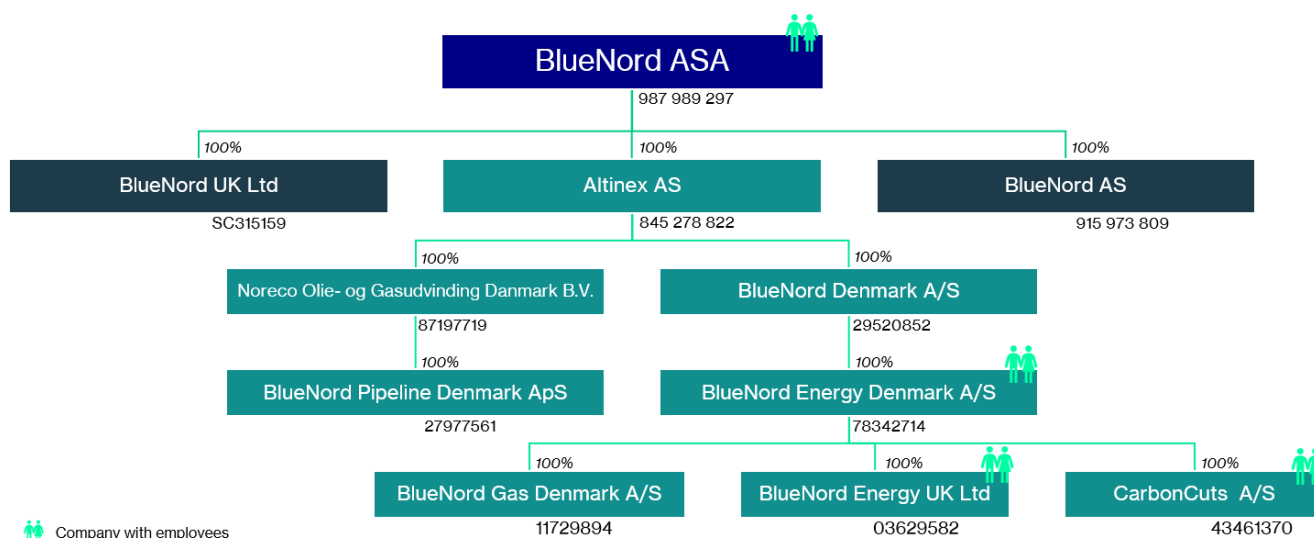 BlueNord ASA
987 989 297
100%
100%
100%
BlueNord UK Ltd
Altinex AS
BlueNord AS
SC315159
845 278 822
915 973 809
100%
100%
Noreco Olie- og Gasudvinding Danmark B.V.
BlueNord Denmark A/S
87197719
29520852
100%
100%
BlueNord Pipeline Denmark ApS
BlueNord Energy Denmark A/S
27977561
78342714
100%
100%
100%
BlueNord Gas Denmark A/S
BlueNord Energy UK Ltd
CarbonCuts A/S
11729894
03629582
43461370
Company with employees